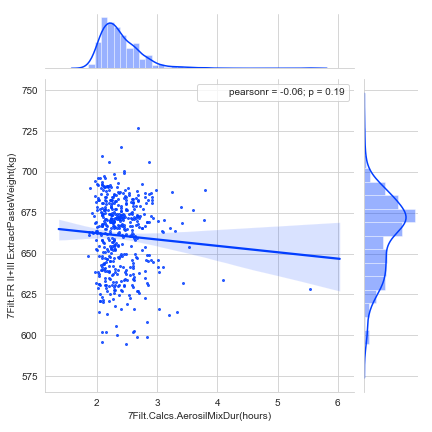 pearsonr = -0.06; p = 0.19
750
725
700
675
650
625
600
575
7Filt.FR II+III ExtractPasteWeight(kg)
2 3 4 5 6
7Filt.Calcs.AerosilMixDur(hours)